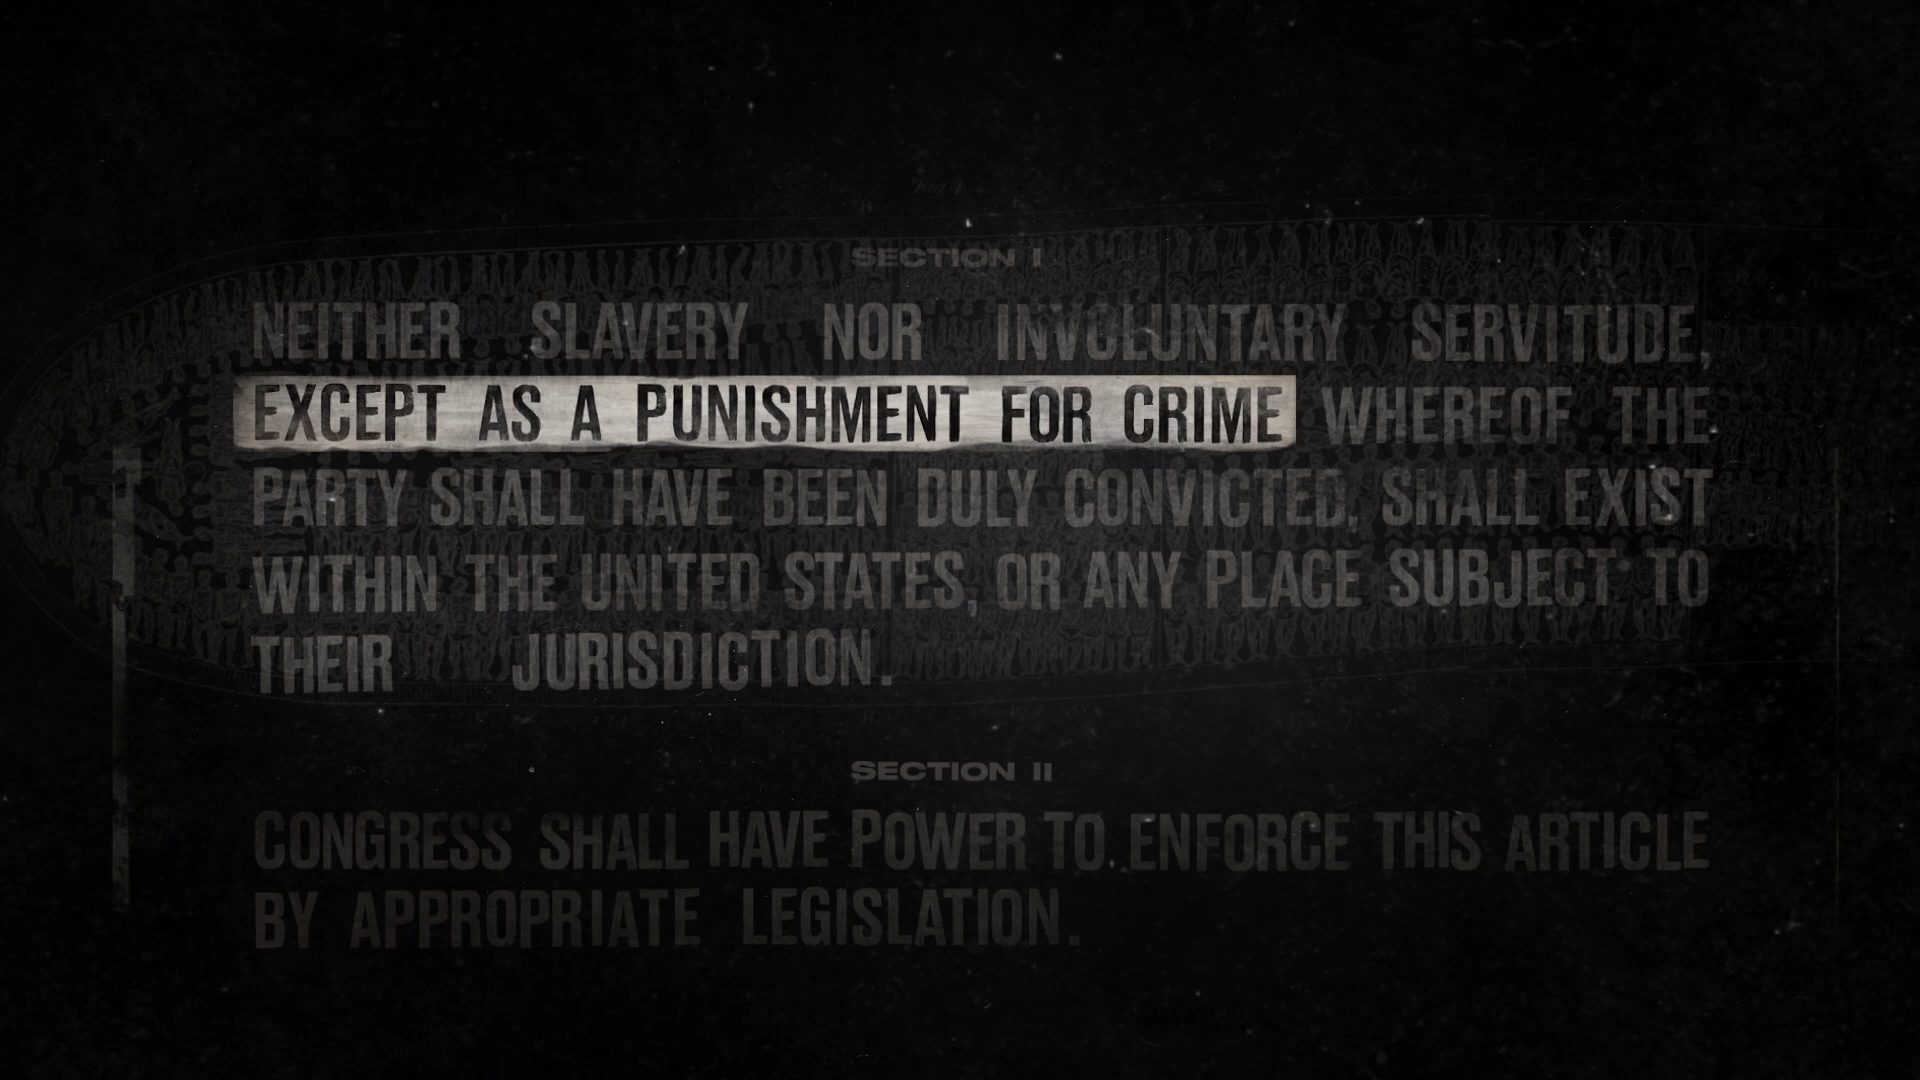 SECTION I
NEITHER SLAVERY NOR INVOLUNTARY SERVITUDE,
EXCEPT AS A PUNISHMENT FOR CRIME WHEREOF THE
PARTY SHALL HAVE BEEN DULY CONVICTED, SHALL EXIST
WITHIN THE UNITED STATES, OR ANY PLACE SUBJECT TO
THEIR JURISDICTION.
SECTION II
CONGRESS SHALL HAVE POWER TO ENFORCE THIS ARTICLE
BY APPROPRIATE LEGISLATION.